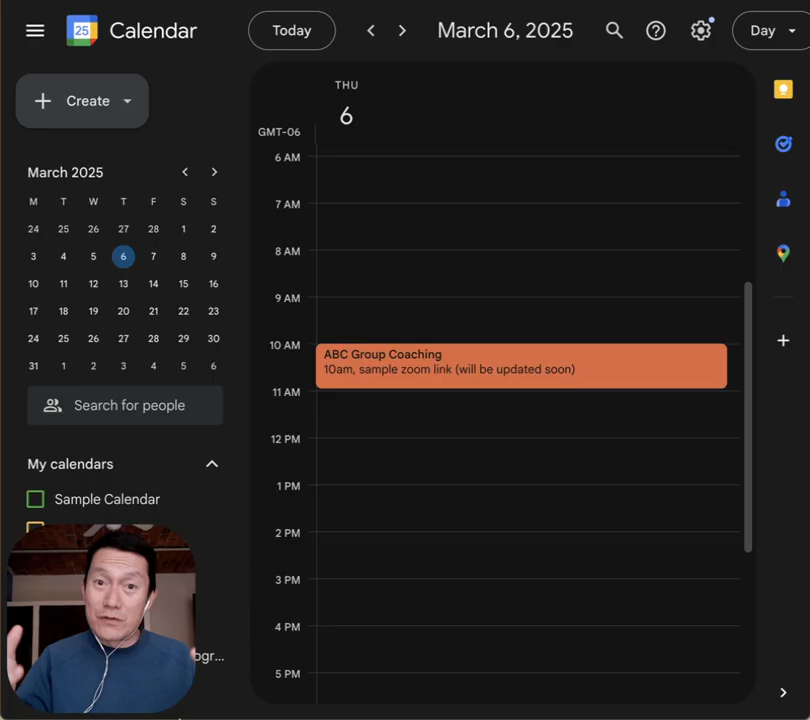 25 Calendar
Today
March 6, 2025
Day
Create
March 2025
M T W T F S S
24 25 26 27 28 1 2
3 4 5 6 7 8 9
10 11 12 13 14 15 16
17 18 19 20 21 22 23
24 25 26 27 28 29 30
31 1 2 3 4 5 6
Search for people
My calendars
Sample Calendar
ogr...
THU
6
GMT-06
6 AM
7 AM
8 AM
9 AM
10 AM
ABC Group Coaching
10am, sample zoom link (will be updated soon)
11 AM
12 PM
1 PM
2 PM
3 PM
4 PM
5 PM